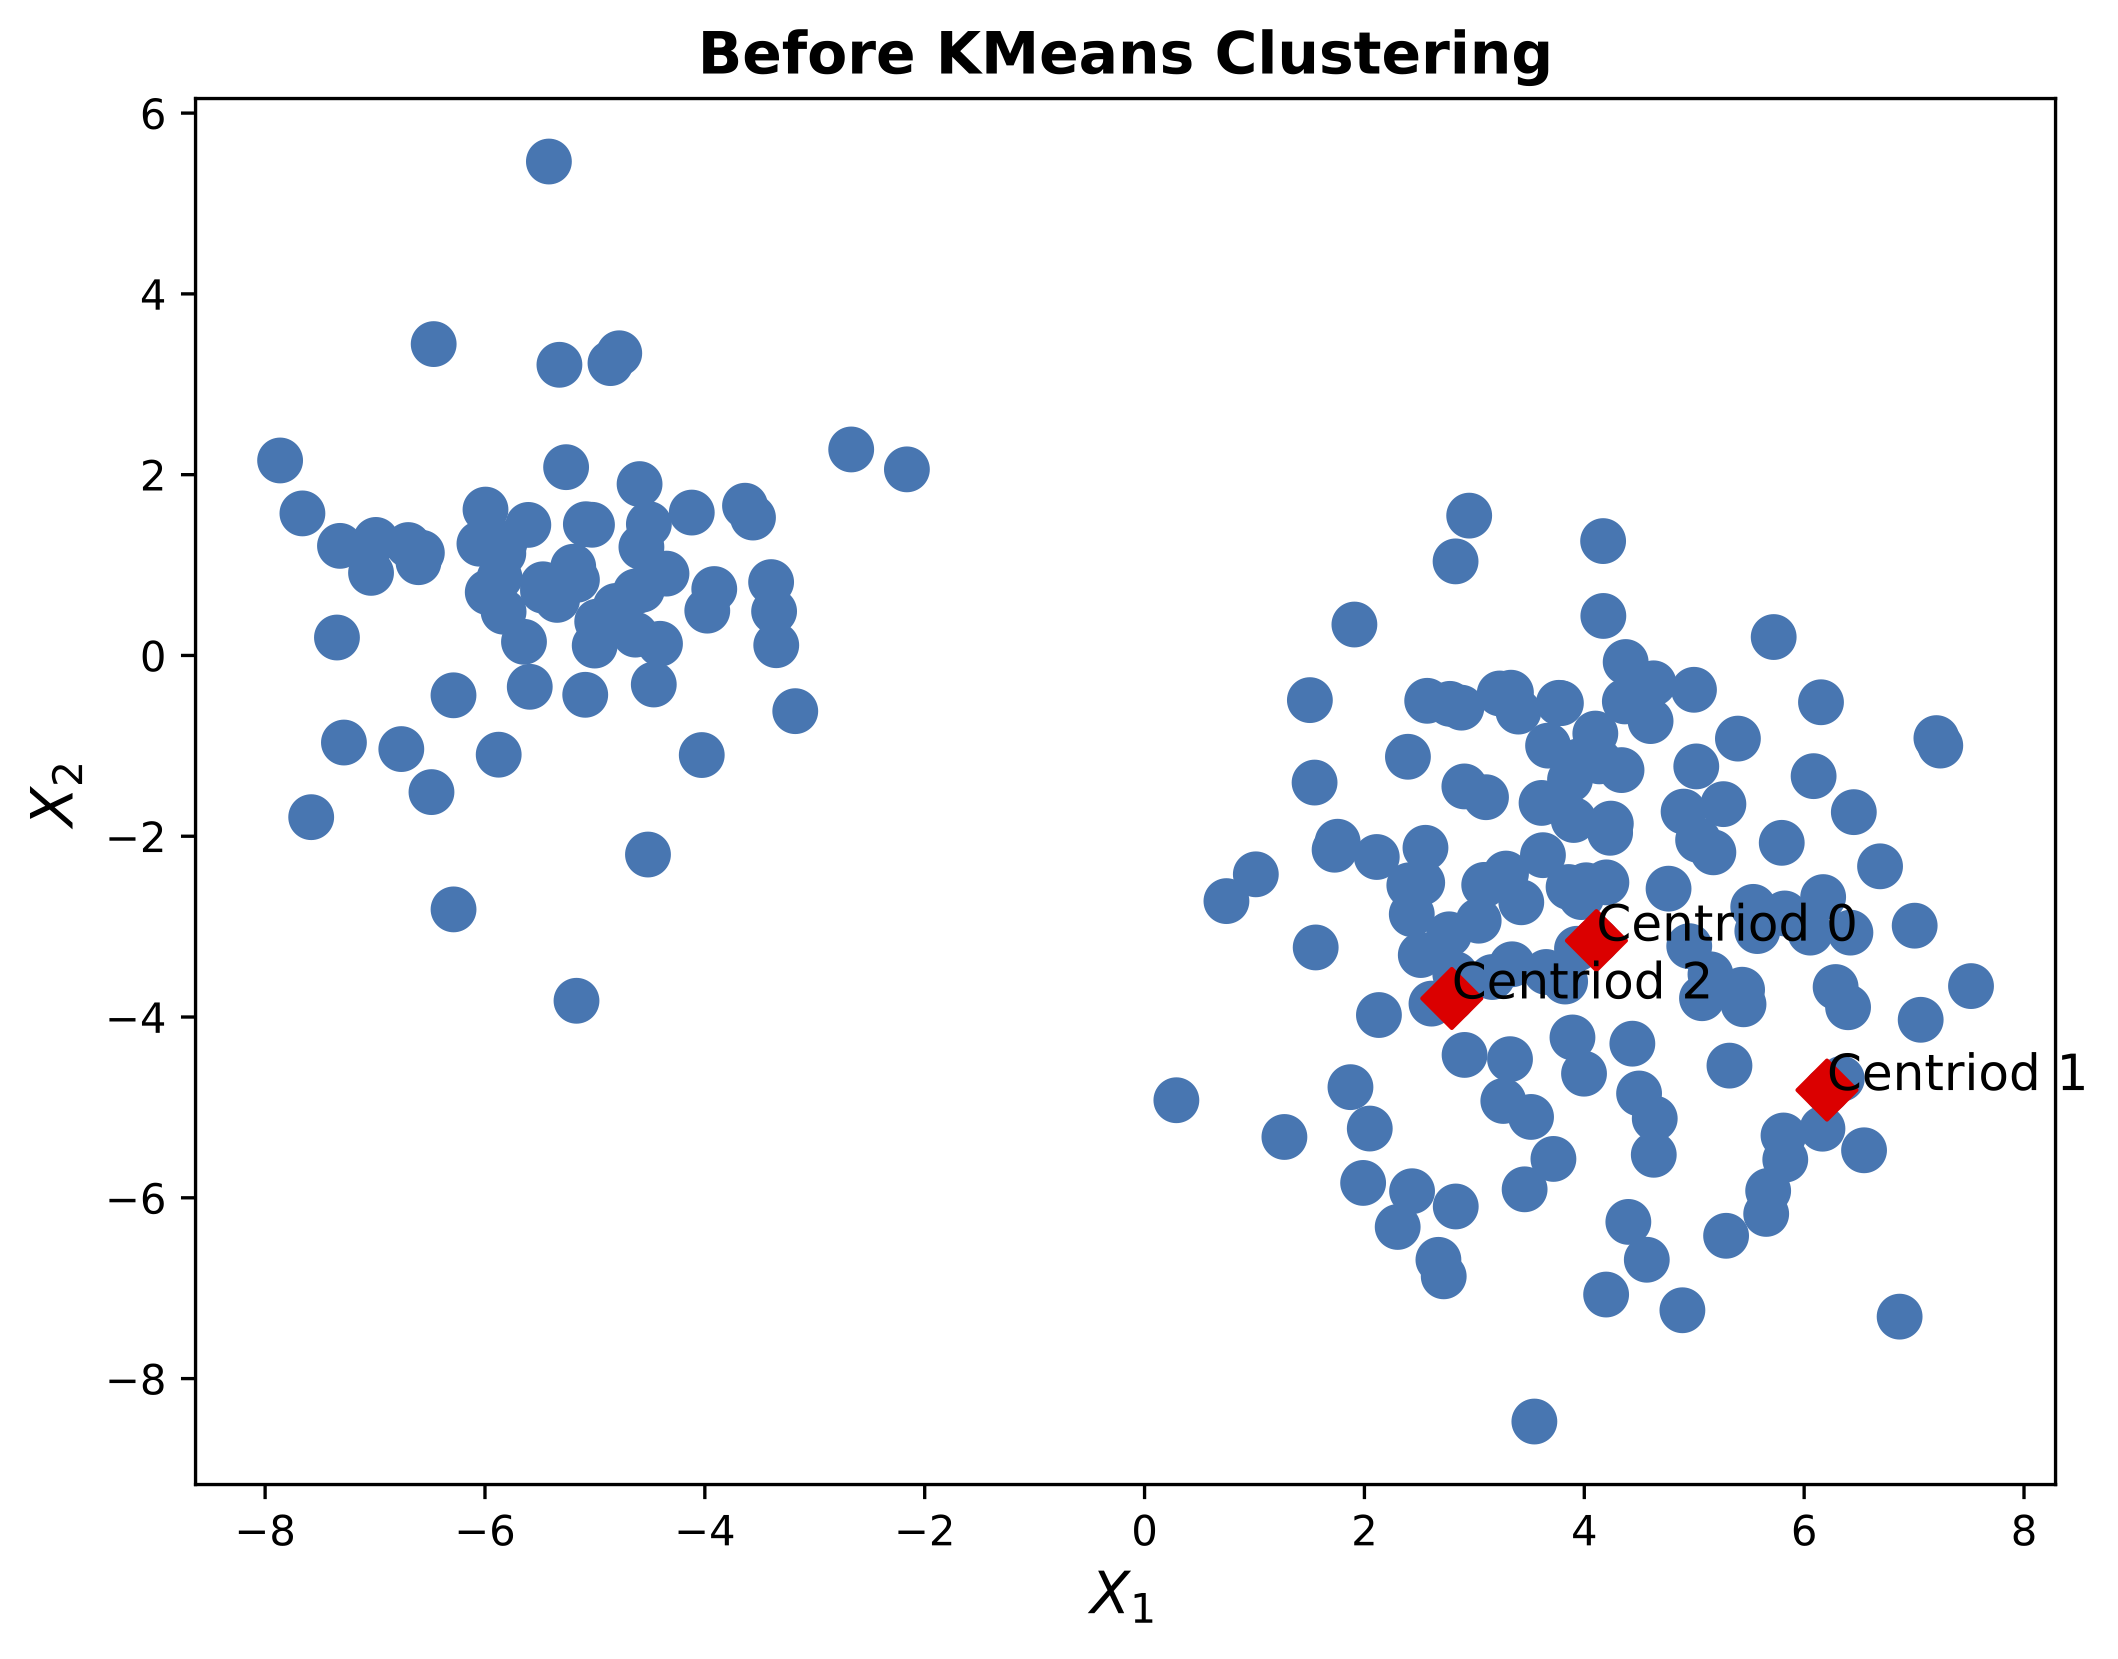 Before KMeans Clustering
6
4
2
0
−2
−4
−6
−8
X₂
Centriod 0
Centriod 2
Centriod 1
−8 −6 −4 −2 0 2 4 6 8
X₁